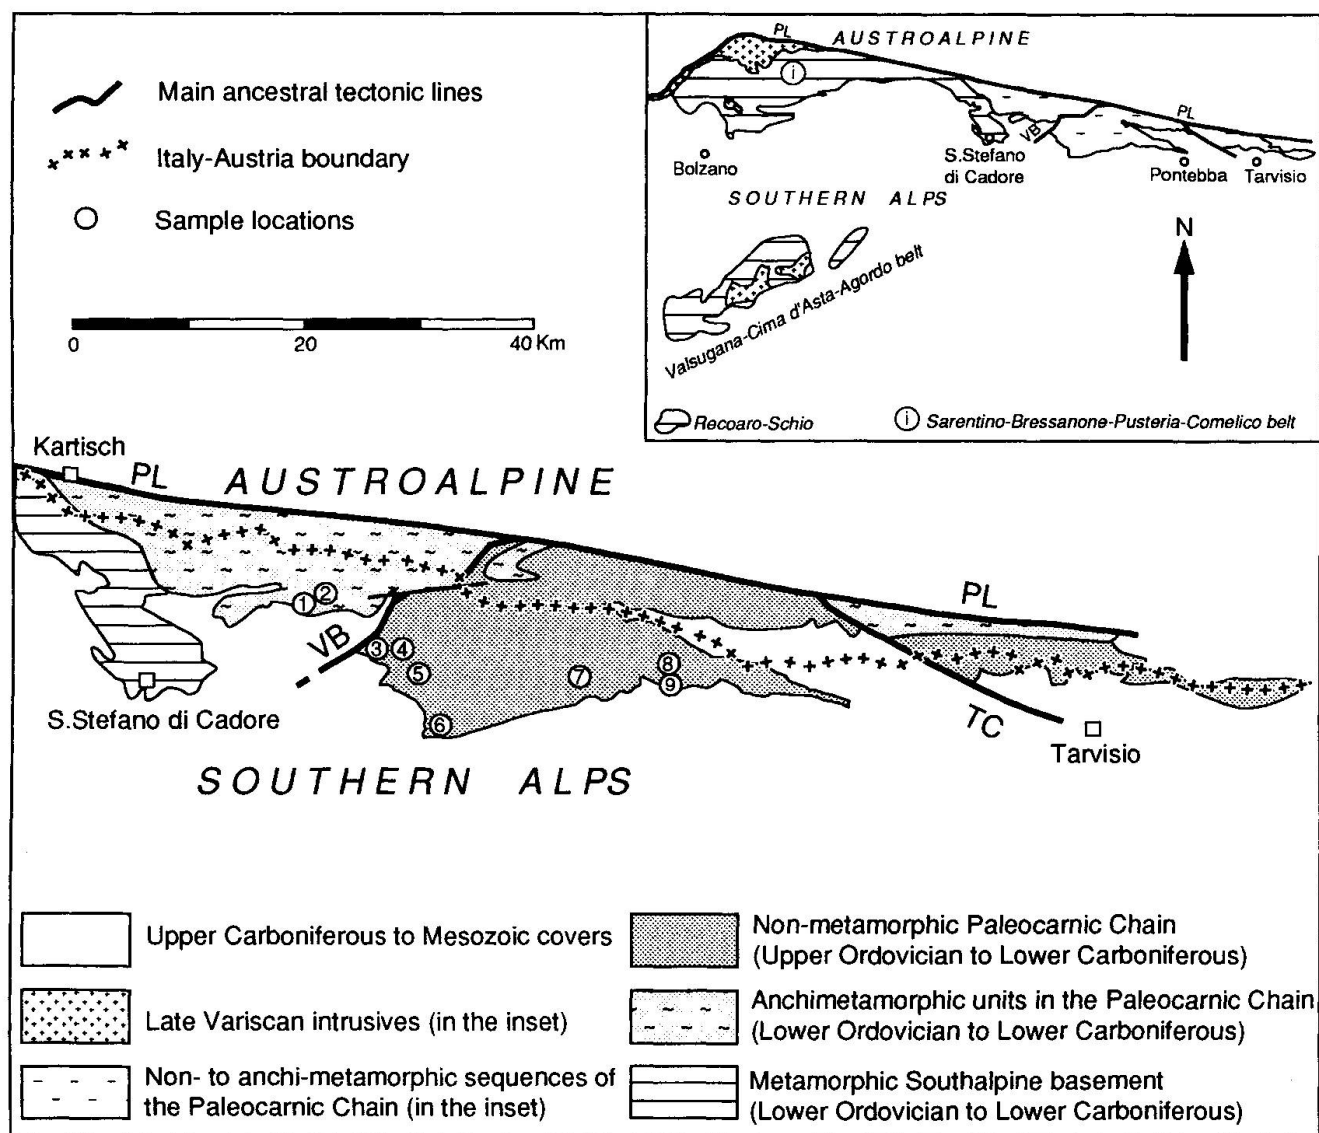 Main ancestral tectonic lines
Italy-Austria boundary
Sample locations
0 20 40 Km
PL
AUSTROALPINE
i
PL
VB
Bolzano
S.Stefano
di Cadore
Pontebba
Tarvisio
SOUTHERN ALPS
N
Valsugana-Cima d'Asta-Agordo belt
Recoaro-Schio
i Sarentino-Bressanone-Pusteria-Comelico belt
Kartisch
PL
AUSTROALPINE
PL
1
2
VB
3
4
5
6
7
8
9
TC
S.Stefano di Cadore
Tarvisio
SOUTHERN ALPS
Upper Carboniferous to Mesozoic covers
Late Variscan intrusives (in the inset)
Non- to anchi-metamorphic sequences of
the Paleocarnic Chain (in the inset)
Non-metamorphic Paleocarnic Chain
(Upper Ordovician to Lower Carboniferous)
Anchimetamorphic units in the Paleocarnic Chain
(Lower Ordovician to Lower Carboniferous)
Metamorphic Southalpine basement
(Lower Ordovician to Lower Carboniferous)